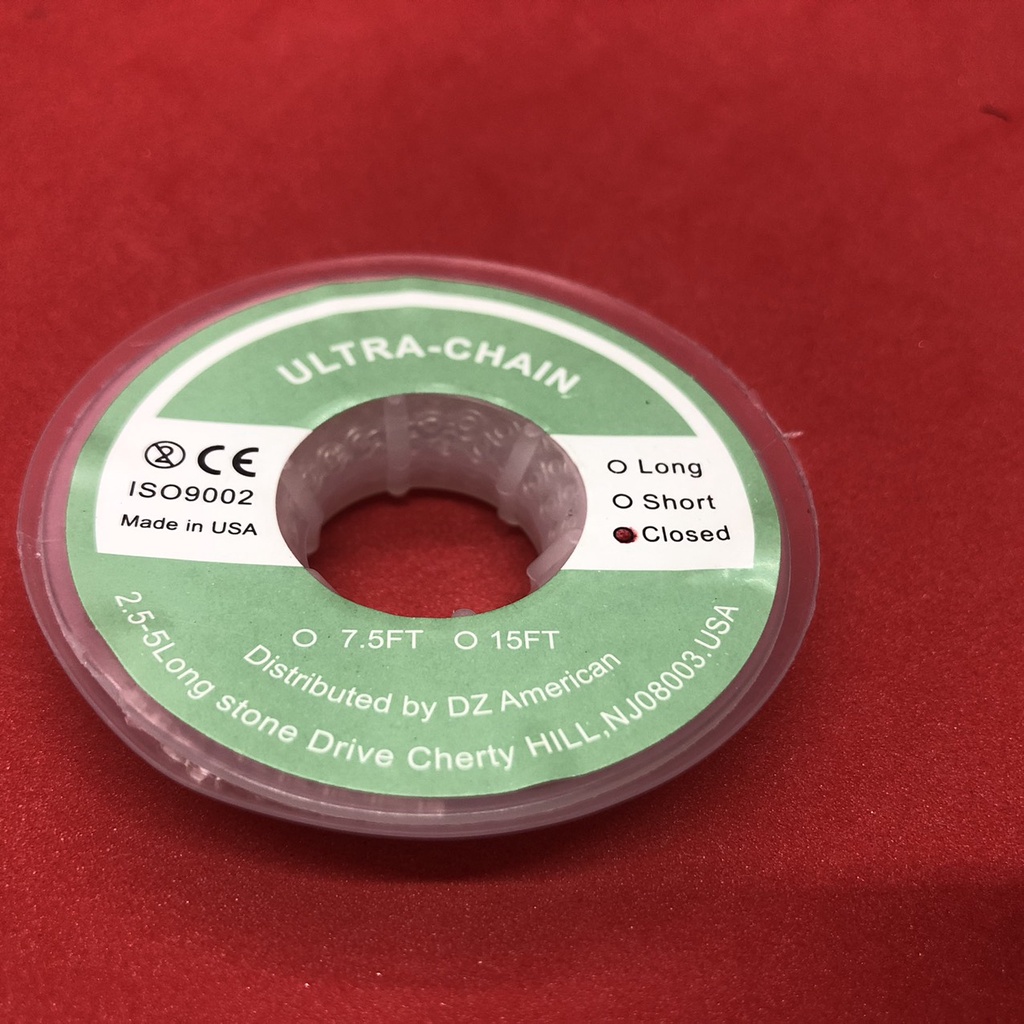 ULTRA-CHAIN
CE
ISO9002
Made in USA
Long
Short
Closed
7.5FT
15FT
Distributed by DZ American
2.5-5Long stone Drive Cherty HILL,NJ08003.USA